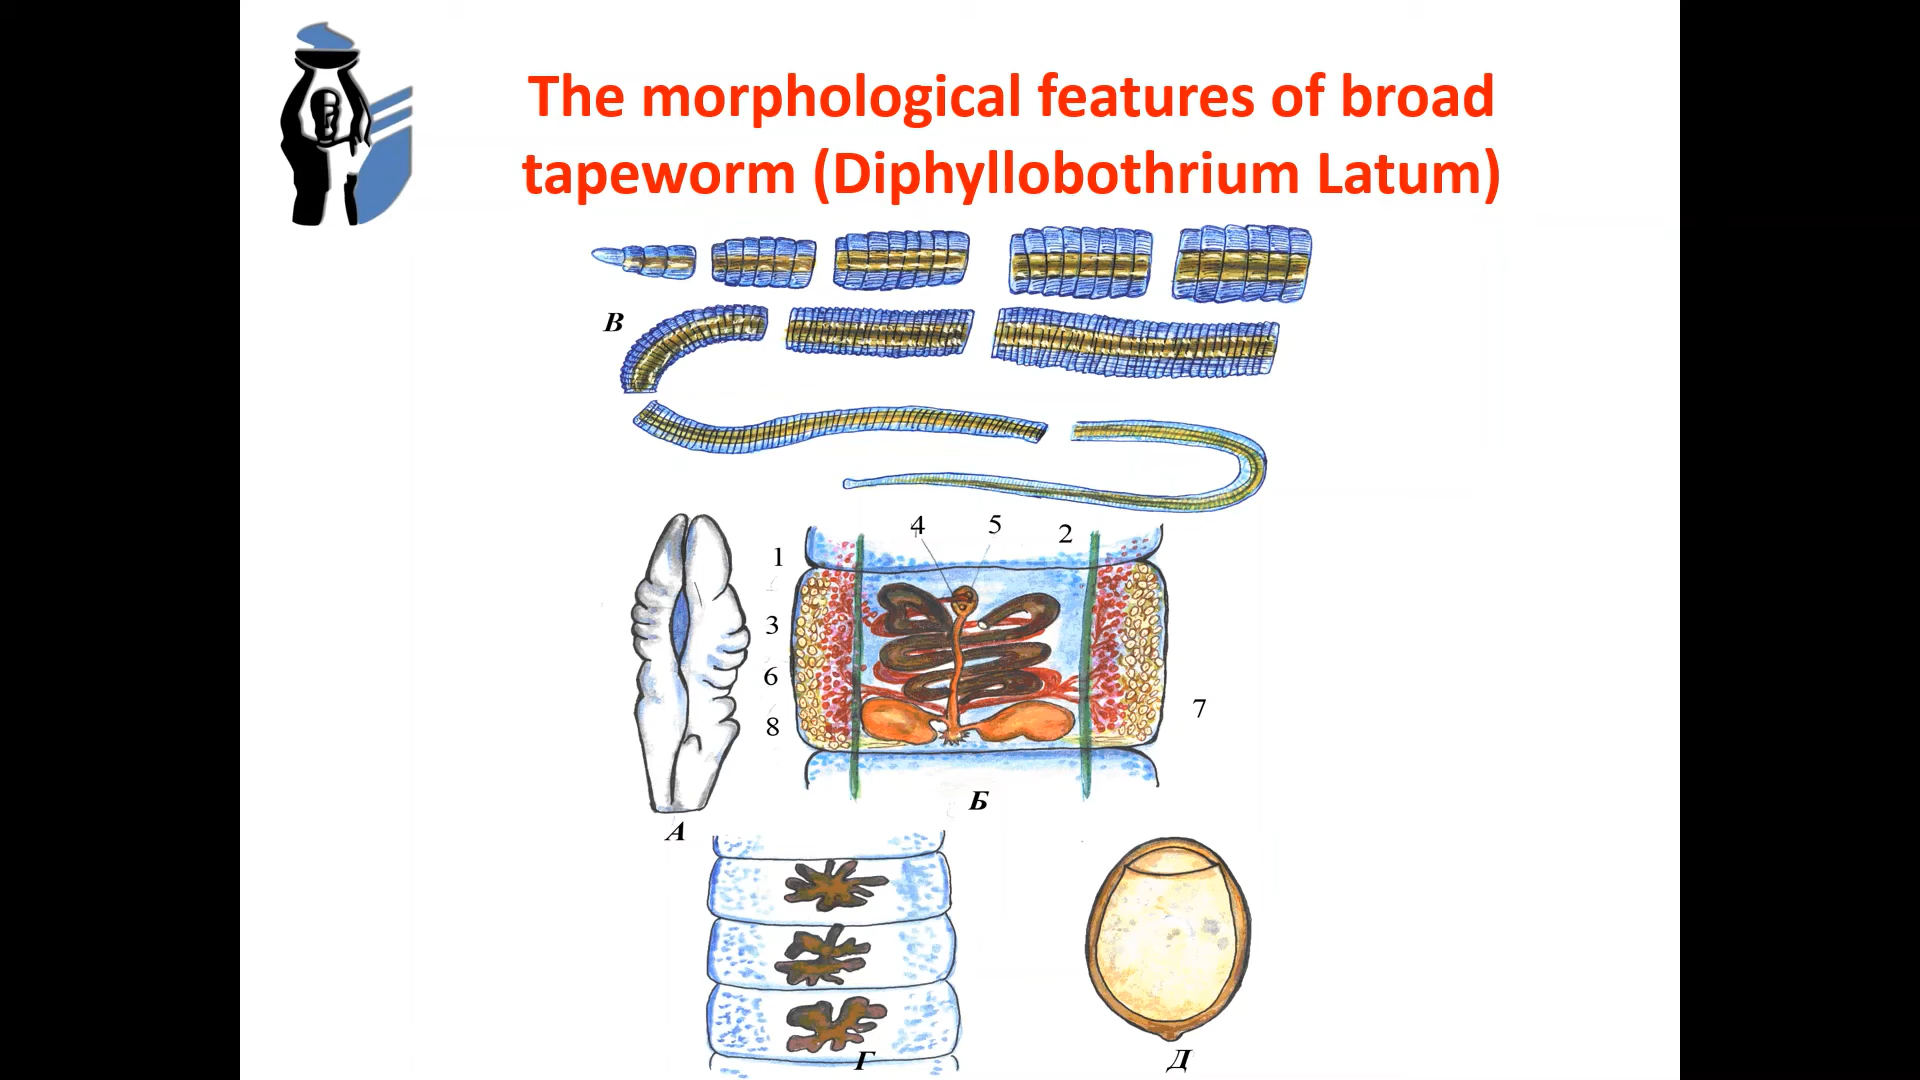 The morphological features of broad
tapeworm (Diphyllobothrium Latum)
В
4 5 2
1
3
6
8
7
Б
А
Г
Д